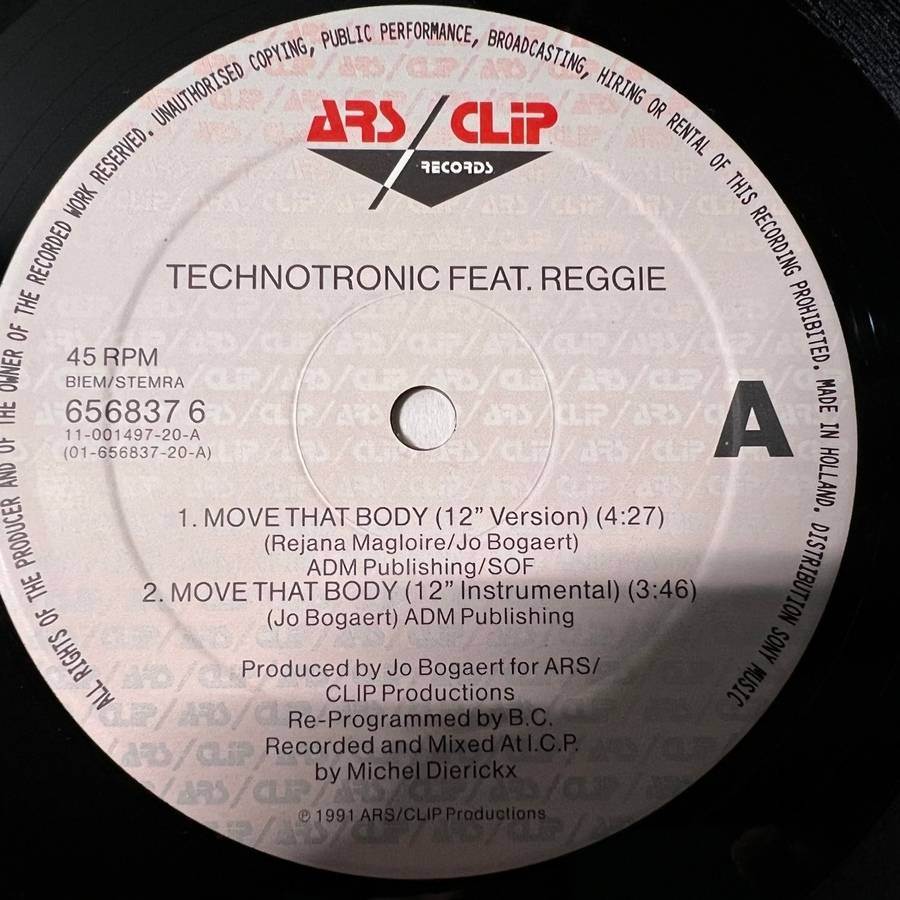 ALL RIGHTS OF THE PRODUCER AND OF THE OWNER OF THE RECORDED WORK RESERVED. UNAUTHORISED COPYING, PUBLIC PERFORMANCE, BROADCASTING, HIRING OR RENTAL OF THIS RECORDING PROHIBITED. MADE IN HOLLAND. DISTRIBUTION SONY MUSIC
ARS/CLIP
RECORDS
TECHNOTRONIC FEAT. REGGIE
45 RPM
BIEM/STEMRA
656837 6
11-001497-20-A
(01-656837-20-A)
A
1. MOVE THAT BODY (12” Version) (4:27)
(Rejana Magloire/Jo Bogaert)
ADM Publishing/SOF
2. MOVE THAT BODY (12” Instrumental) (3:46)
(Jo Bogaert) ADM Publishing
Produced by Jo Bogaert for ARS/
CLIP Productions
Re-Programmed by B.C.
Recorded and Mixed At I.C.P.
by Michel Dierickx
℗ 1991 ARS/CLIP Productions